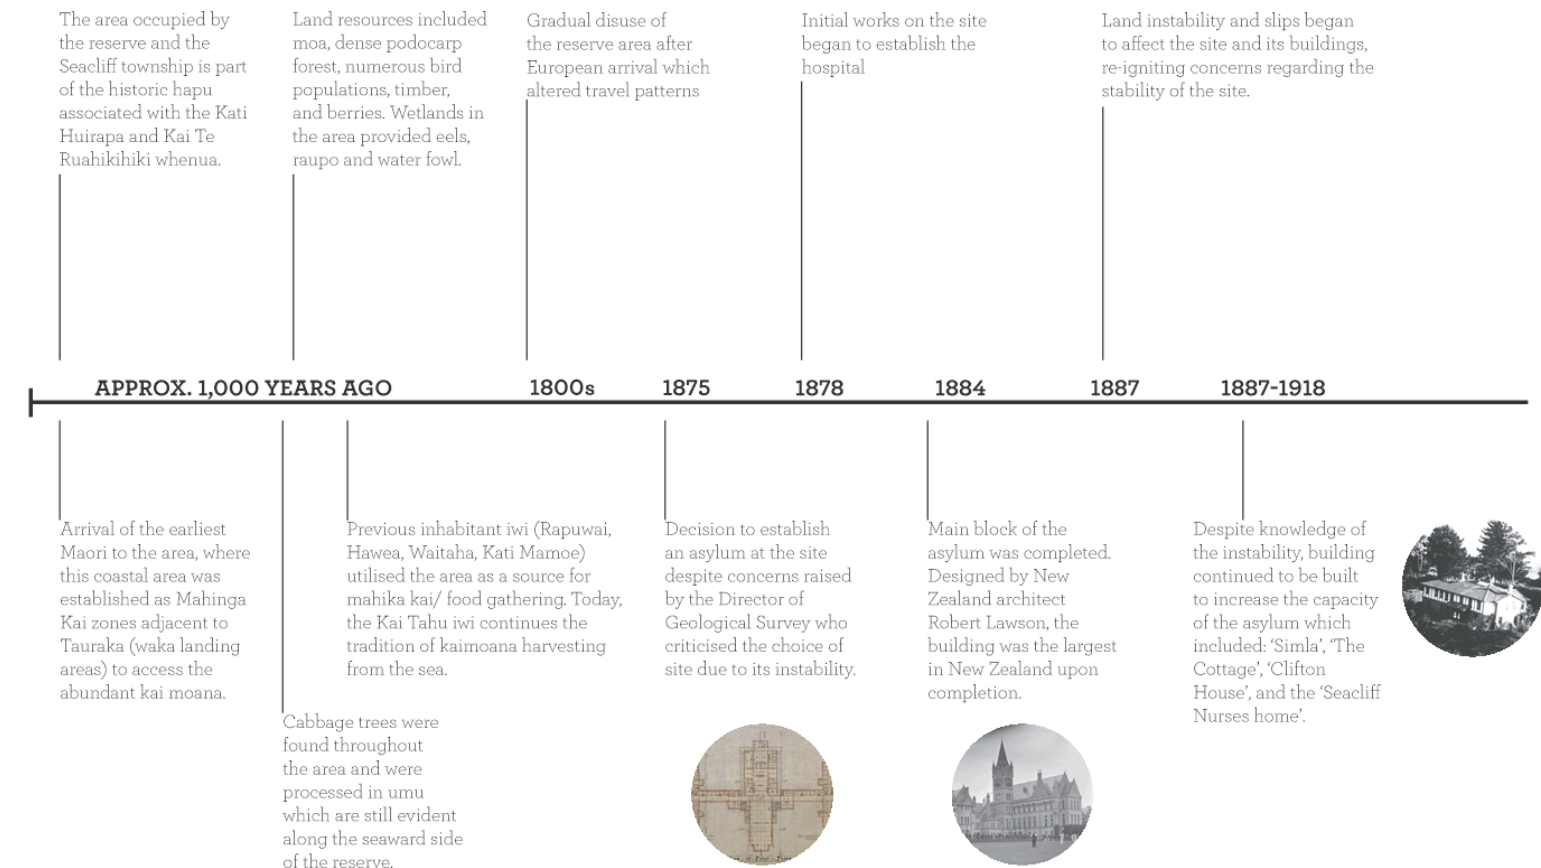 The area occupied by
the reserve and the
Seacliff township is part
of the historic hapu
associated with the Kati
Huirapa and Kai Te
Ruahikihiki whenua.
Land resources included
moa, dense podocarp
forest, numerous bird
populations, timber,
and berries. Wetlands in
the area provided eels,
raupo and water fowl.
Gradual disuse of
the reserve area after
European arrival which
altered travel patterns
Initial works on the site
began to establish the
hospital
Land instability and slips began
to affect the site and its buildings,
re-igniting concerns regarding the
stability of the site.
APPROX. 1,000 YEARS AGO
1800s
1875
1878
1884
1887
1887-1918
Arrival of the earliest
Maori to the area, where
this coastal area was
established as Mahinga
Kai zones adjacent to
Tauraka (waka landing
areas) to access the
abundant kai moana.
Cabbage trees were
found throughout
the area and were
processed in umu
which are still evident
along the seaward side
of the reserve.
Previous inhabitant iwi (Rapuwai,
Hawea, Waitaha, Kati Mamoe)
utilised the area as a source for
mahika kai/ food gathering. Today,
the Kai Tahu iwi continues the
tradition of kaimoana harvesting
from the sea.
Decision to establish
an asylum at the site
despite concerns raised
by the Director of
Geological Survey who
criticised the choice of
site due to its instability.
Main block of the
asylum was completed.
Designed by New
Zealand architect
Robert Lawson, the
building was the largest
in New Zealand upon
completion.
Despite knowledge of
the instability, building
continued to be built
to increase the capacity
of the asylum which
included: ‘Simla’, ‘The
Cottage’, ‘Clifton
House’, and the ‘Seacliff
Nurses home’.